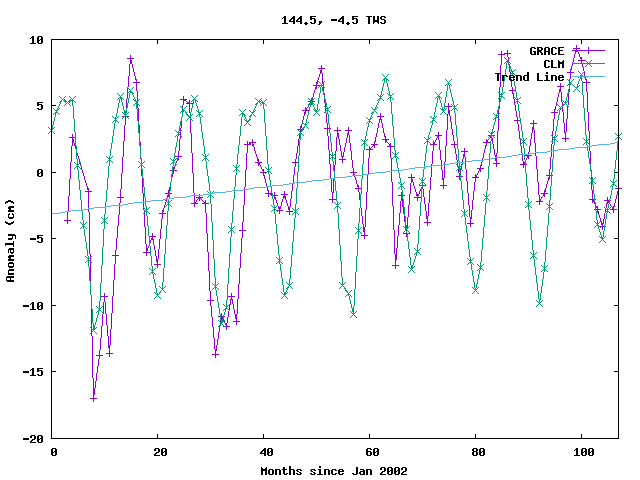 144.5, -4.5 TWS
10
5
0
-5
-10
-15
-20
Anomaly (cm)
GRACE
CLM
Trend Line
0 20 40 60 80 100
Months since Jan 2002